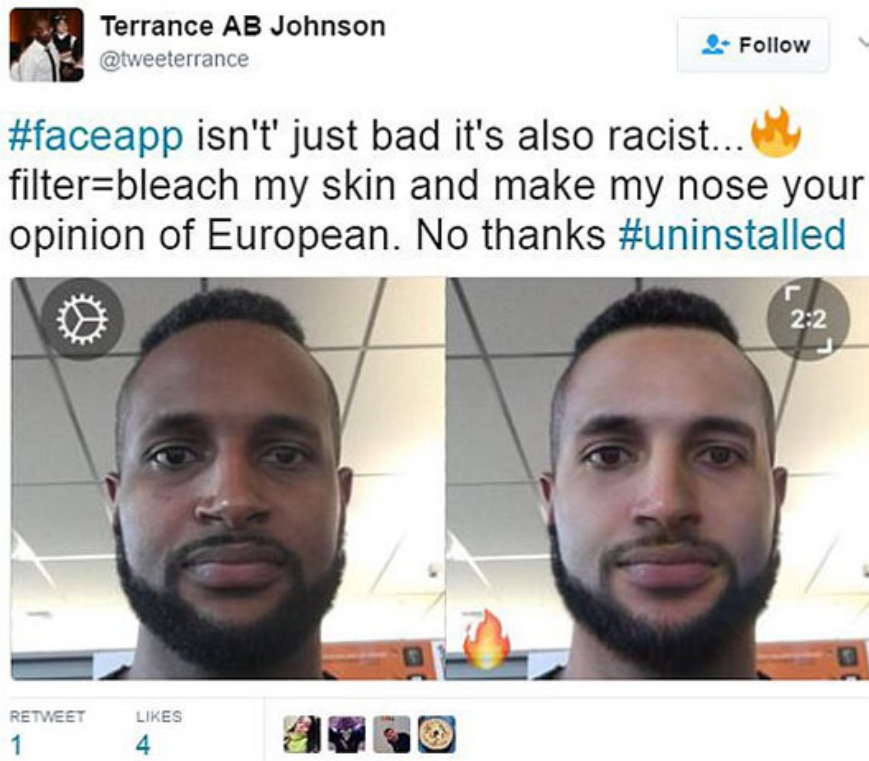 Terrance AB Johnson
@tweeterrance
Follow
#faceapp isn't' just bad it's also racist...🔥
filter=bleach my skin and make my nose your
opinion of European. No thanks #uninstalled
2:2
RETWEET LIKES
1 4